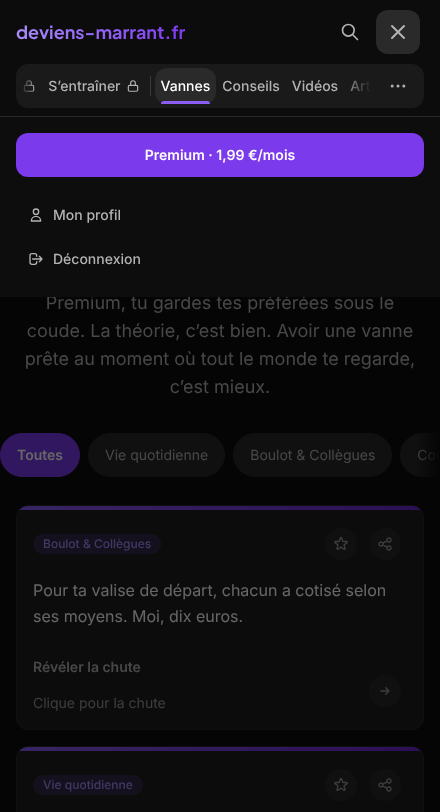 deviens-marrant.fr
S'entraîner
Vannes
Conseils
Vidéos
Premium · 1,99 €/mois
Mon profil
Déconnexion
Premium, tu gardes tes préférées sous le
coude. La théorie, c'est bien. Avoir une vanne
prête au moment où tout le monde te regarde,
c'est mieux.
Toutes
Vie quotidienne
Boulot & Collègues
Boulot & Collègues
Pour ta valise de départ, chacun a cotisé selon
ses moyens. Moi, dix euros.
Révéler la chute
Clique pour la chute
Vie quotidienne